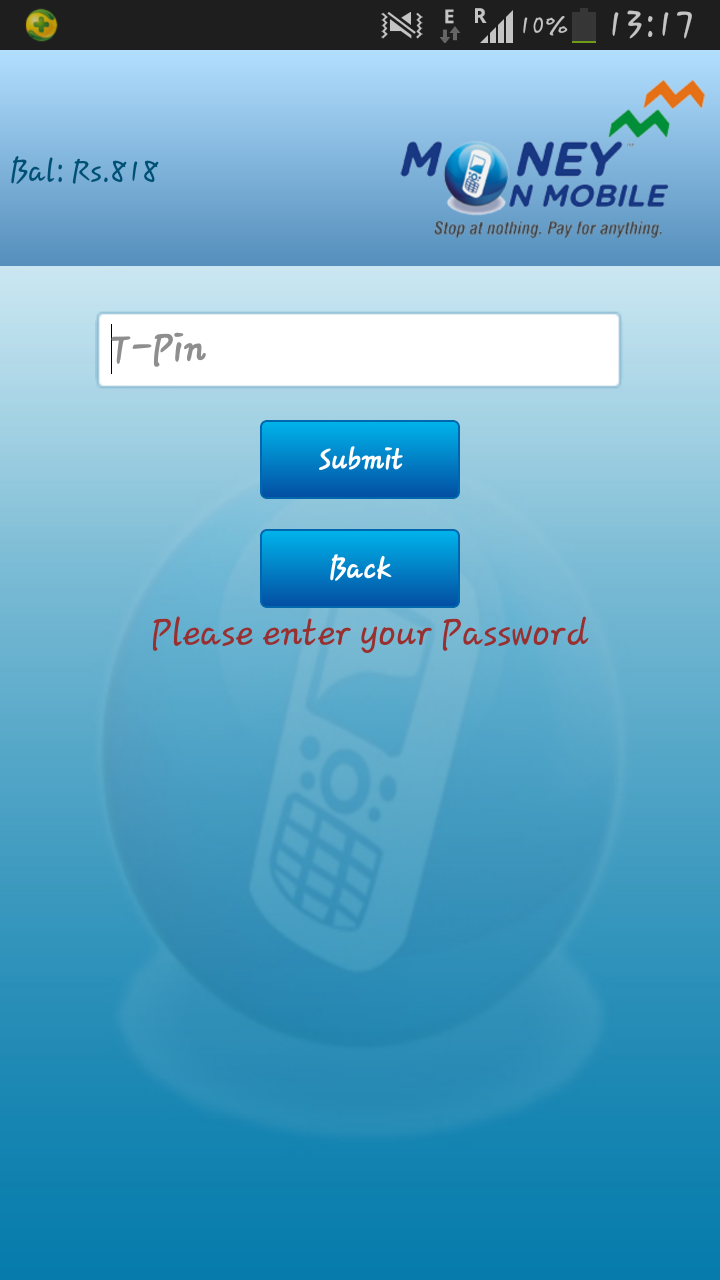 E R 10% 13:17
Bal: Rs.818
MONEY
ON MOBILE
Stop at nothing. Pay for anything.
T-Pin
Submit
Back
Please enter your Password